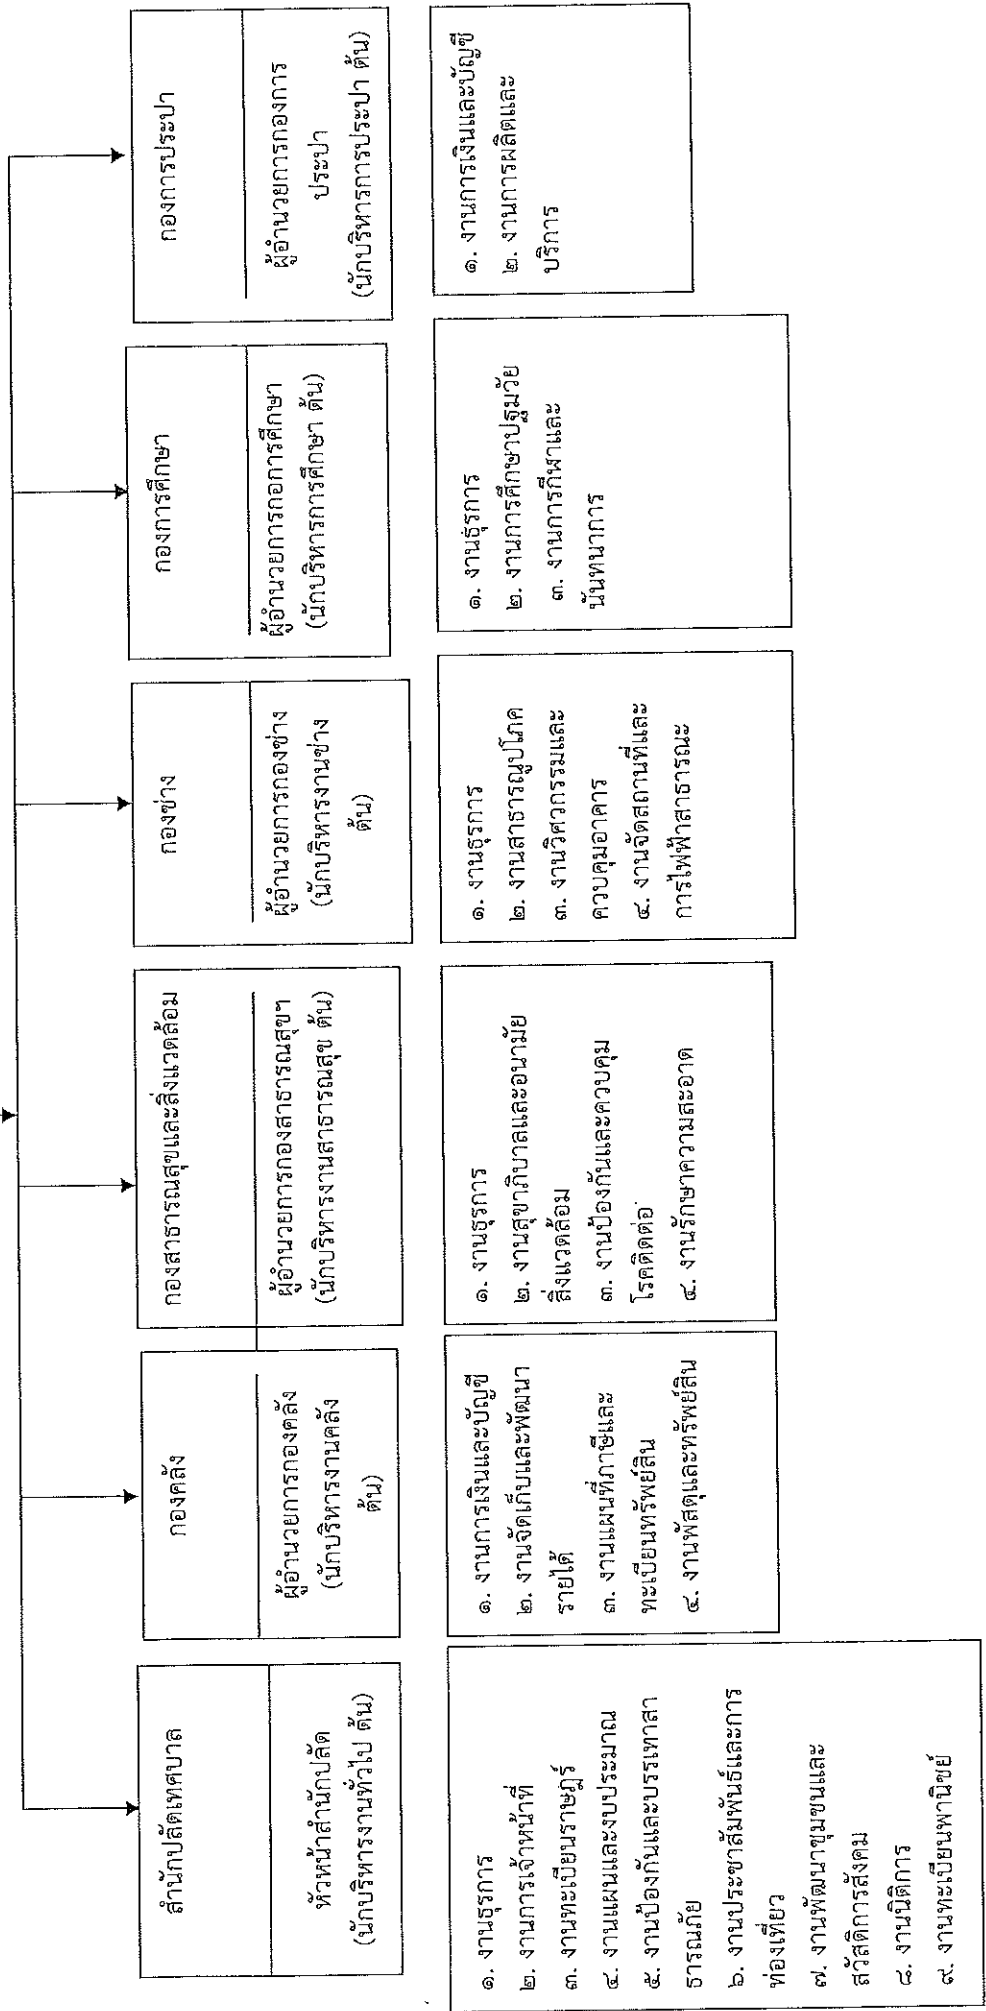 สำนักปลัดเทศบาล
หัวหน้าสำนักปลัด
(นักบริหารงานทั่วไป ต้น)
๑. งานธุรการ
๒. งานการเจ้าหน้าที่
๓. งานทะเบียนราษฎร์
๔. งานแผนและงบประมาณ
๕. งานป้องกันและบรรเทาสา
ธารณภัย
๖. งานประชาสัมพันธ์และการ
ท่องเที่ยว
๗. งานพัฒนาชุมชนและ
สวัสดิการสังคม
๘. งานนิติการ
๙. งานทะเบียนพานิชย์
กองคลัง
ผู้อำนวยการกองคลัง
(นักบริหารงานคลัง
ต้น)
๑. งานการเงินและบัญชี
๒. งานจัดเก็บและพัฒนา
รายได้
๓. งานแผนที่ภาษีและ
ทะเบียนทรัพย์สิน
๔. งานพัสดุและทรัพย์สิน
กองสาธารณสุขและสิ่งแวดล้อม
ผู้อำนวยการกองสาธารณสุขฯ
(นักบริหารงานสาธารณสุข ต้น)
๑. งานธุรการ
๒. งานสุขาภิบาลและอนามัย
สิ่งแวดล้อม
๓. งานป้องกันและควบคุม
โรคติดต่อ
๔. งานรักษาความสะอาด
กองช่าง
ผู้อำนวยการกองช่าง
(นักบริหารงานช่าง
ต้น)
๑. งานธุรการ
๒. งานสาธารณูปโภค
๓. งานวิศวกรรมและ
ควบคุมอาคาร
๔. งานจัดสถานที่และ
การไฟฟ้าสาธารณะ
กองการศึกษา
ผู้อำนวยการกอการศึกษา
(นักบริหารการศึกษา ต้น)
๑. งานธุรการ
๒. งานการศึกษาปฐมวัย
๓. งานการกีฬาและ
นันทนาการ
กองการประปา
ผู้อำนวยการกองการ
ประปา
(นักบริหารการประปา ต้น)
๑. งานการเงินและบัญชี
๒. งานการผลิตและ
บริการ